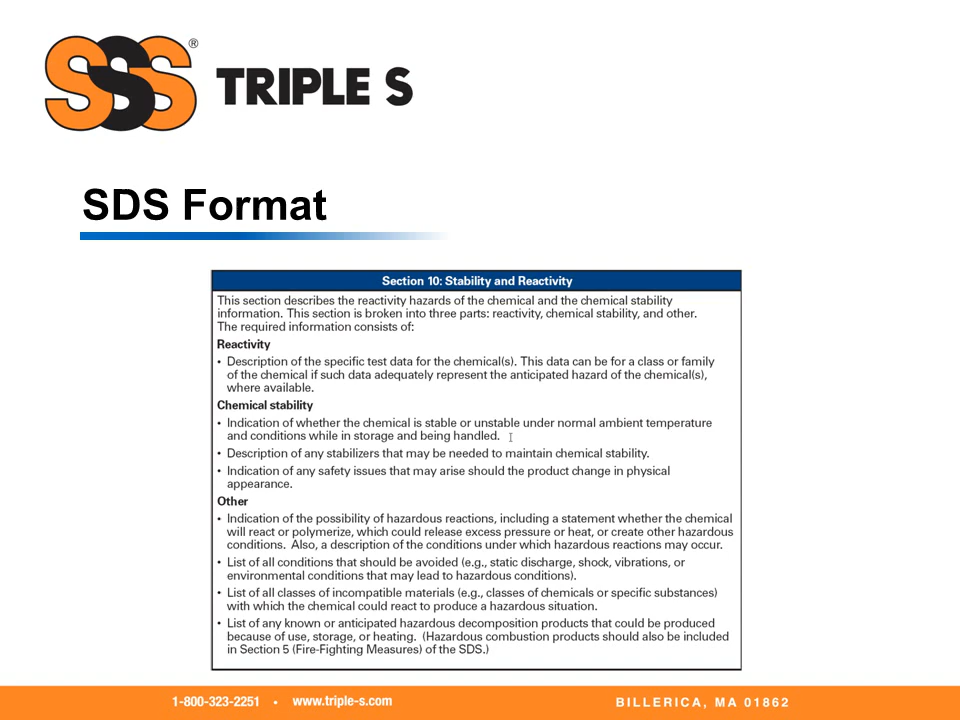 SSS®
TRIPLE S
SDS Format
Section 10: Stability and Reactivity
This section describes the reactivity hazards of the chemical and the chemical stability
information. This section is broken into three parts: reactivity, chemical stability, and other.
The required information consists of:
Reactivity
• Description of the specific test data for the chemical(s). This data can be for a class or family
of the chemical if such data adequately represent the anticipated hazard of the chemical(s),
where available.
Chemical stability
• Indication of whether the chemical is stable or unstable under normal ambient temperature
and conditions while in storage and being handled.
• Description of any stabilizers that may be needed to maintain chemical stability.
• Indication of any safety issues that may arise should the product change in physical
appearance.
Other
• Indication of the possibility of hazardous reactions, including a statement whether the chemical
will react or polymerize, which could release excess pressure or heat, or create other hazardous
conditions. Also, a description of the conditions under which hazardous reactions may occur.
• List of all conditions that should be avoided (e.g., static discharge, shock, vibrations, or
environmental conditions that may lead to hazardous conditions).
• List of all classes of incompatible materials (e.g., classes of chemicals or specific substances)
with which the chemical could react to produce a hazardous situation.
• List of any known or anticipated hazardous decomposition products that could be produced
because of use, storage, or heating. (Hazardous combustion products should also be included
in Section 5 (Fire-Fighting Measures) of the SDS.)
1-800-323-2251 • www.triple-s.com BILLERICA, MA 01862